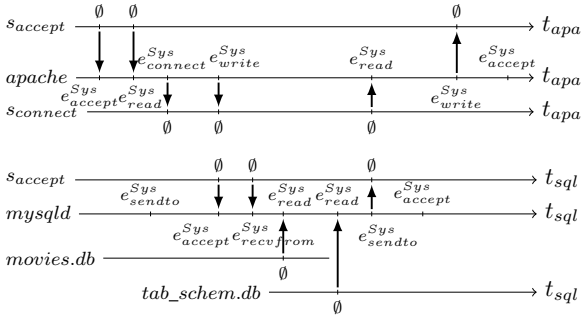 ∅ ∅ ∅
s_accept t_apa
e^Sys_connect e^Sys_write e^Sys_read e^Sys_accept
apache t_apa
e^Sys_accept e^Sys_read e^Sys_write
s_connect t_apa
∅ ∅ ∅
∅ ∅ ∅
s_accept t_sql
e^Sys_sendto e^Sys_read e^Sys_read e^Sys_accept
mysqld t_sql
e^Sys_accept e^Sys_recvfrom e^Sys_sendto
movies.db
∅
tab_schem.db t_sql
∅